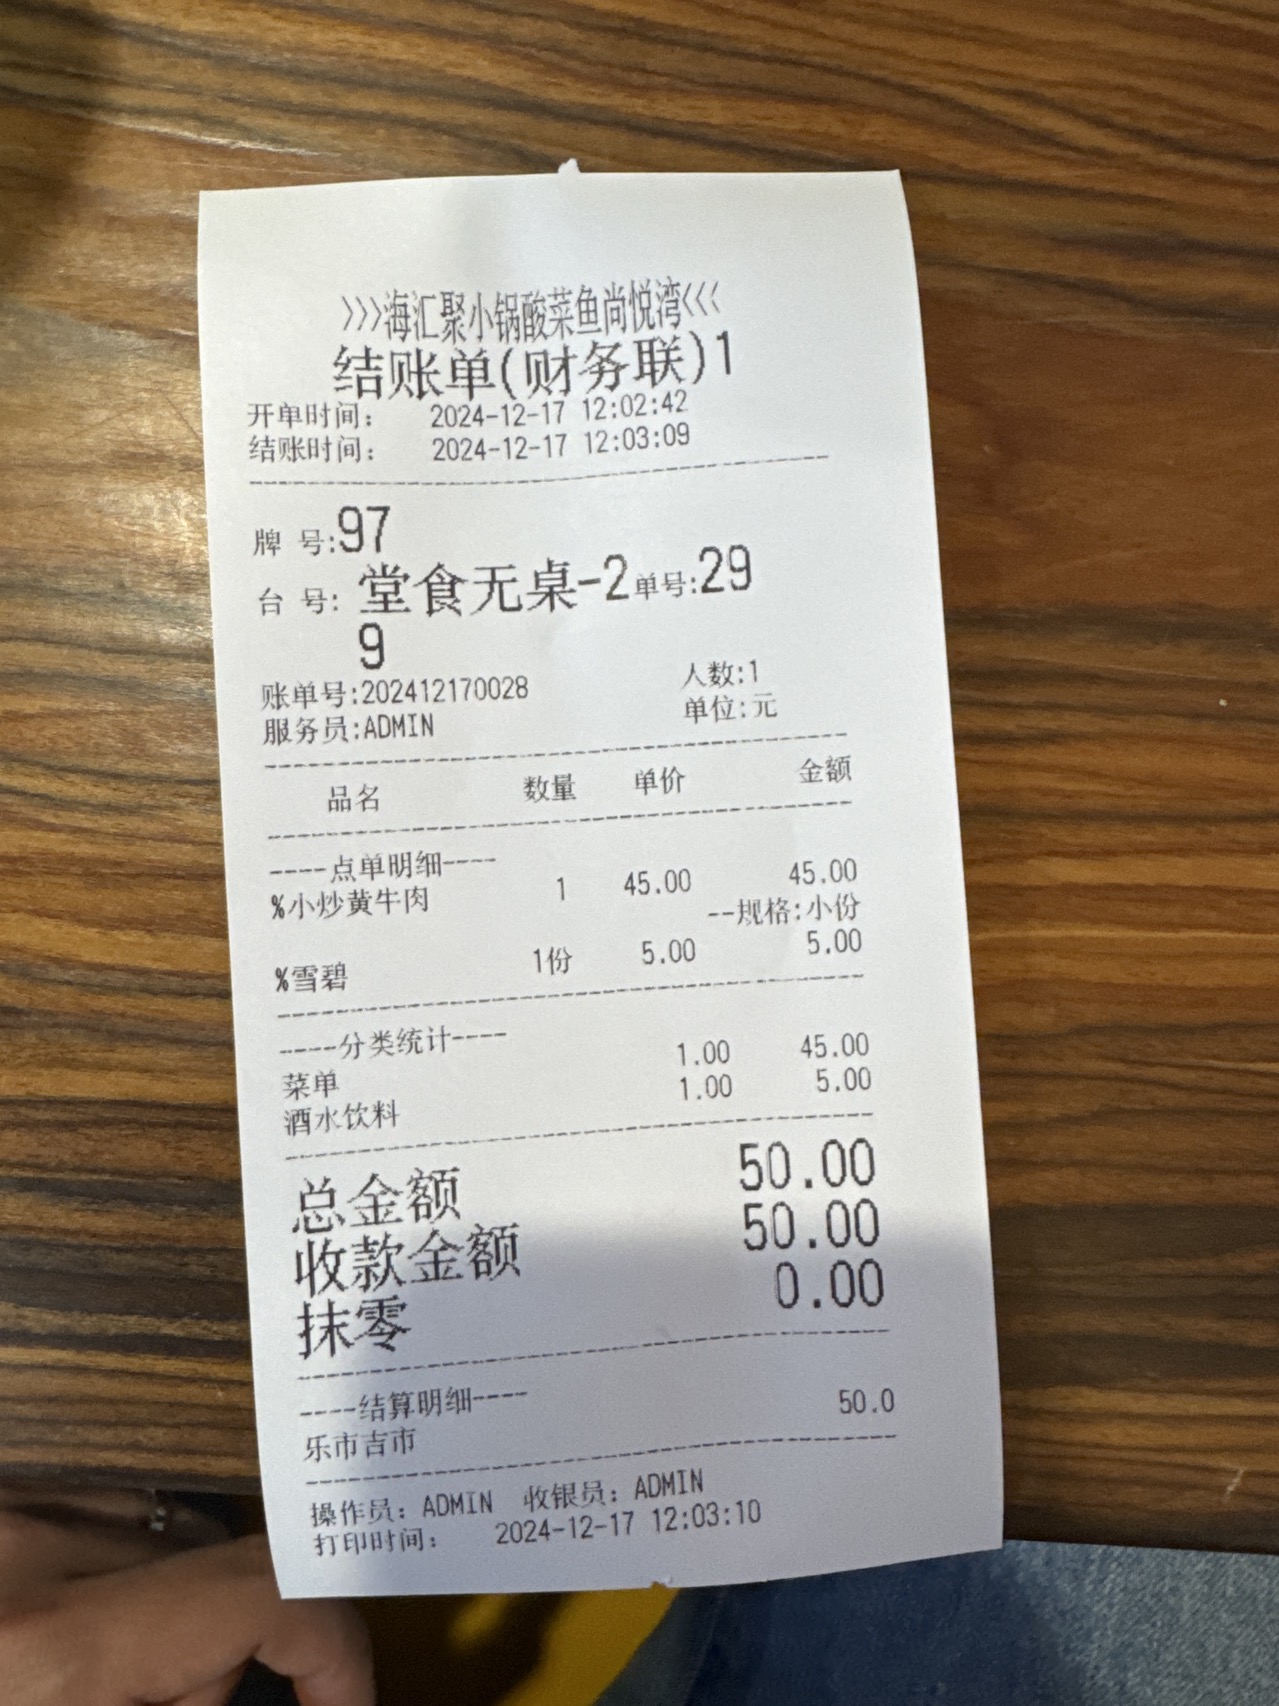 >>>海汇聚小锅酸菜鱼尚悦湾<<<
结账单(财务联)1
开单时间: 2024-12-17 12:02:42
结账时间: 2024-12-17 12:03:09
牌 号:97
台 号: 堂食无桌-2单号:29
9
账单号:202412170028 人数:1
服务员:ADMIN 单位:元
品名 数量 单价 金额
----点单明细----
%小炒黄牛肉 1 45.00 45.00
--规格:小份
%雪碧 1份 5.00 5.00
----分类统计----
菜单 1.00 45.00
酒水饮料 1.00 5.00
总金额 50.00
收款金额 50.00
抹零 0.00
----结算明细----
乐市吉市 50.0
操作员: ADMIN 收银员: ADMIN
打印时间: 2024-12-17 12:03:10